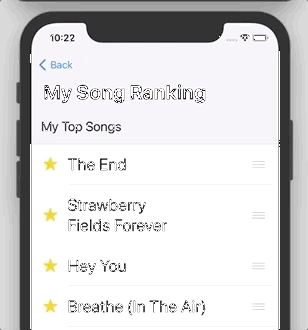 10:22
Back
My Song Ranking
My Top Songs
The End
Strawberry
Fields Forever
Hey You
Breathe (In The Air)